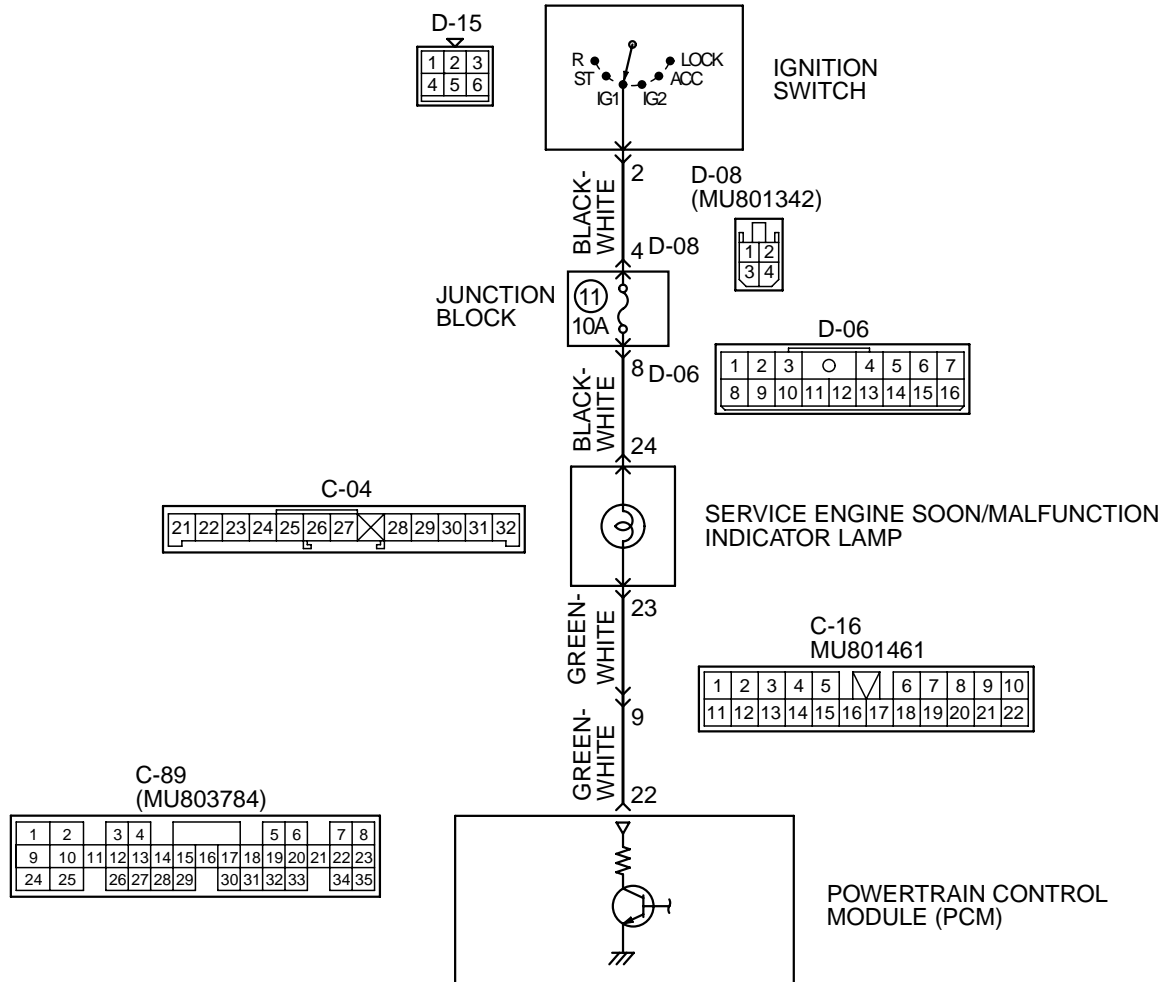 D-15
1 2 3
4 5 6
R
ST
IG1
IG2
ACC
LOCK
IGNITION
SWITCH
2
BLACK-
WHITE
D-08
(MU801342)
1 2
3 4
4 D-08
JUNCTION
BLOCK
11
10A
8 D-06
D-06
1 2 3 4 5 6 7
8 9 10 11 12 13 14 15 16
BLACK-
WHITE
24
C-04
21 22 23 24 25 26 27 28 29 30 31 32
SERVICE ENGINE SOON/MALFUNCTION
INDICATOR LAMP
23
GREEN-
WHITE
C-16
MU801461
1 2 3 4 5 6 7 8 9 10
11 12 13 14 15 16 17 18 19 20 21 22
9
GREEN-
WHITE
22
C-89
(MU803784)
1 2 3 4 5 6 7 8
9 10 11 12 13 14 15 16 17 18 19 20 21 22 23
24 25 26 27 28 29 30 31 32 33 34 35
POWERTRAIN CONTROL
MODULE (PCM)